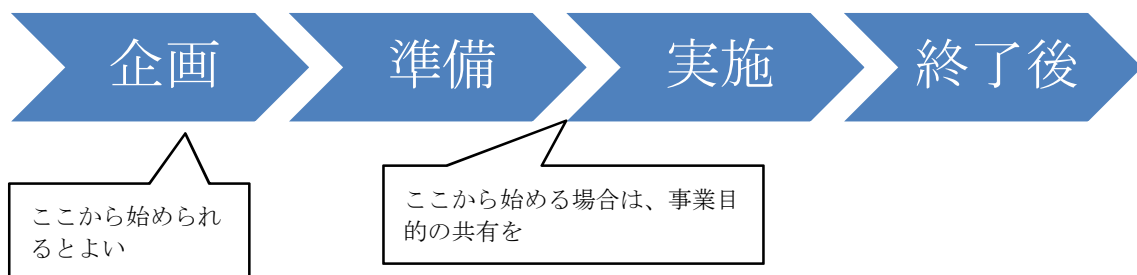 企画
準備
実施
終了後
ここから始められ
るとよい
ここから始める場合は、事業目
的の共有を